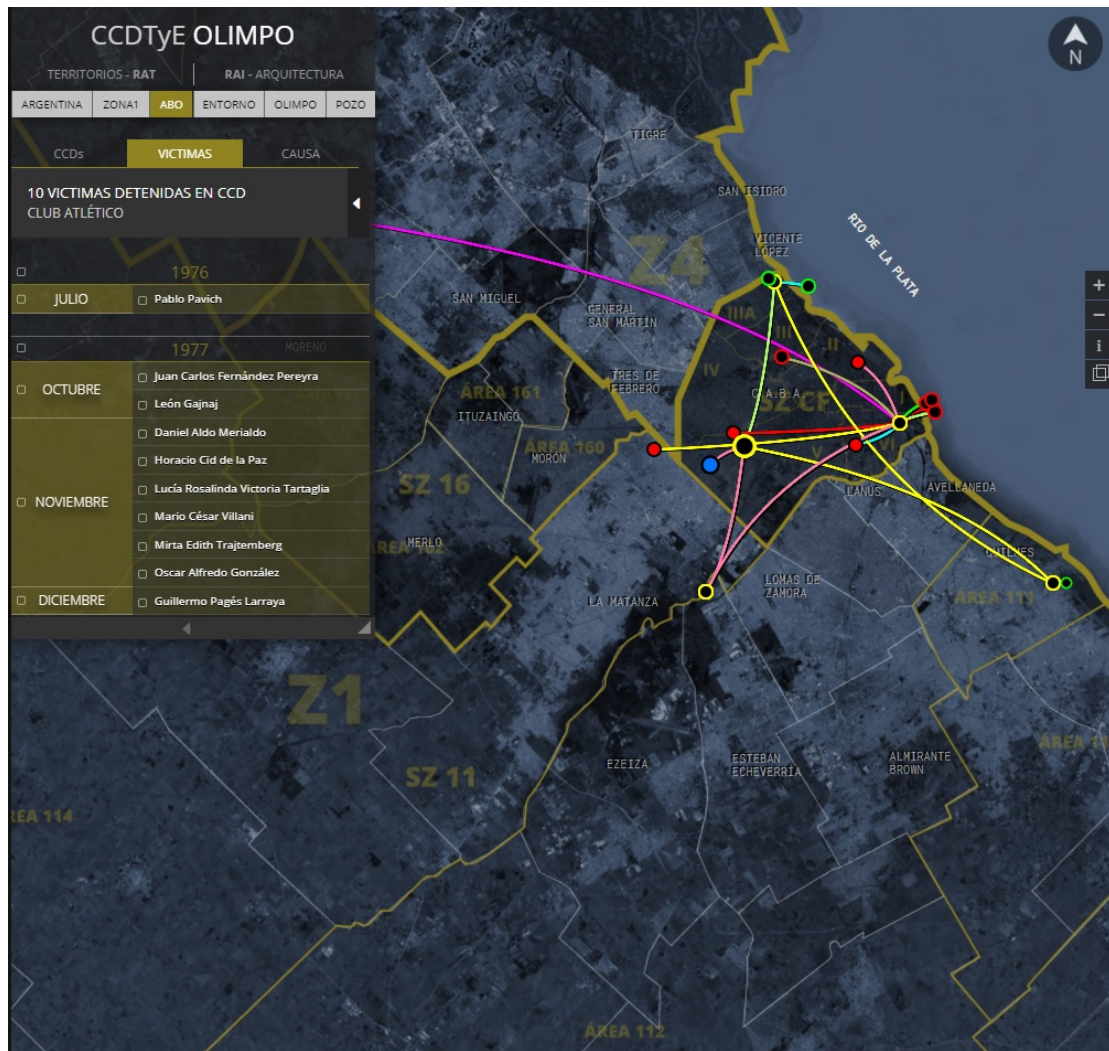 CCDTyE OLIMPO
TERRITORIOS - RAT
RAI - ARQUITECTURA
ARGENTINA ZONA1 ABO ENTORNO OLIMPO POZO
CCDs VICTIMAS CAUSA
10 VICTIMAS DETENIDAS EN CCD
CLUB ATLÉTICO
1976
JULIO
Pablo Pavich
1977
MORENO
OCTUBRE
Juan Carlos Fernández Pereyra
León Gajnaj
NOVIEMBRE
Daniel Aldo Merialdo
Horacio Cid de la Paz
Lucía Rosalinda Victoria Tartaglia
Mario César Villani
Mirta Edith Trajtemberg
Oscar Alfredo González
DICIEMBRE
Guillermo Pagés Larraya
N
TIGRE
SAN ISIDRO
RIO DE LA PLATA
VICENTE
LÓPEZ
Z4
SAN MIGUEL
GENERAL
SAN MARTÍN
IIIA
III
II
IV
I
TRES DE
FEBRERO
C.A.B.A.
SZ CF
ÁREA 161
ITUZAINGÓ
ÁREA 160
MORÓN
V
SZ 16
LANÚS
AVELLANEDA
MERLO
QUILMES
LOMAS DE
ZAMORA
LA MATANZA
ÁREA 111
Z1
SZ 11
EZEIZA
ESTEBAN
ECHEVERRÍA
ALMIRANTE
BROWN
ÁREA 112
+
−
i